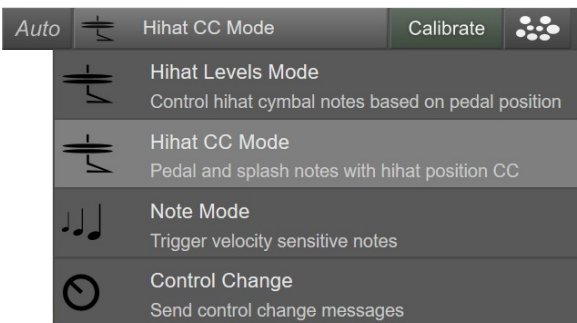 Auto Hihat CC Mode Calibrate
Hihat Levels Mode
Control hihat cymbal notes based on pedal position
Hihat CC Mode
Pedal and splash notes with hihat position CC
Note Mode
Trigger velocity sensitive notes
Control Change
Send control change messages